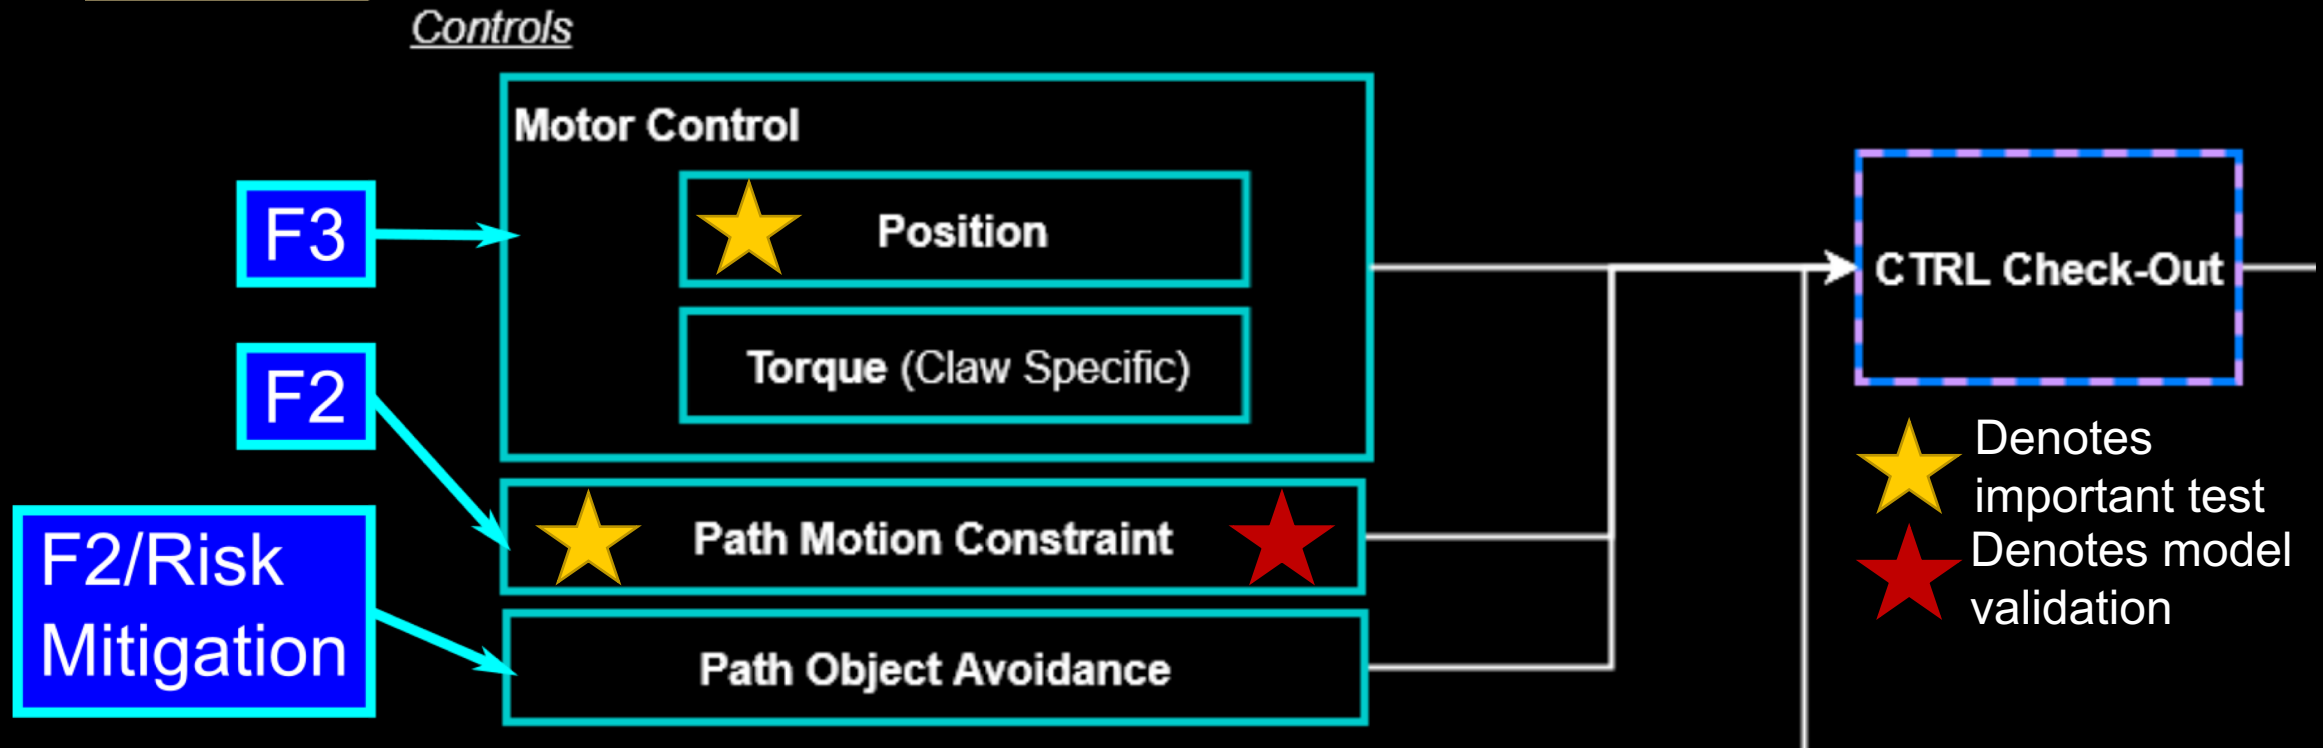 Controls
Motor Control
F3
Position
CTRL Check-Out
F2
Torque (Claw Specific)
Denotes
important test
Path Motion Constraint
Denotes model
validation
F2/Risk
Mitigation
Path Object Avoidance